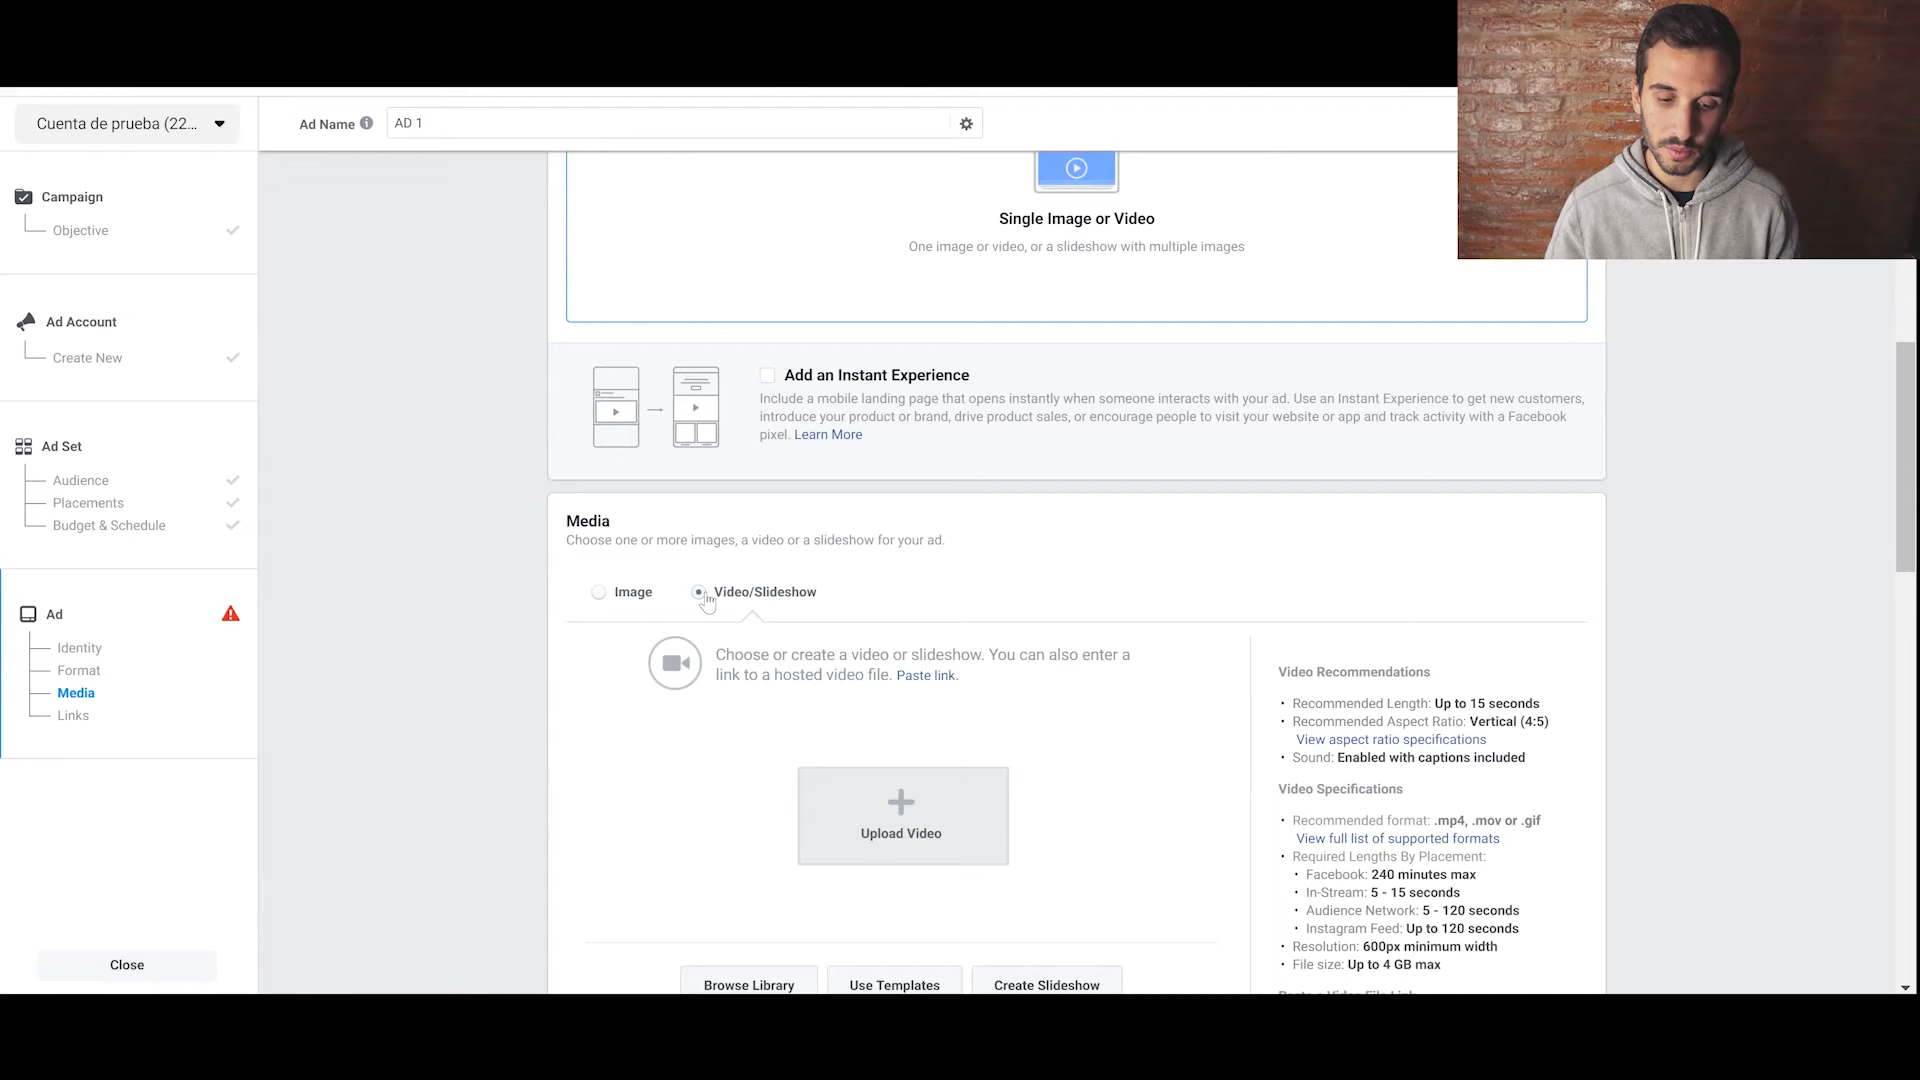 Cuenta de prueba (22...
Ad Name
AD 1
Campaign
Objective
Ad Account
Create New
Ad Set
Audience
Placements
Budget & Schedule
Ad
Identity
Format
Media
Links
Close
Single Image or Video
One image or video, or a slideshow with multiple images
Add an Instant Experience
Include a mobile landing page that opens instantly when someone interacts with your ad. Use an Instant Experience to get new customers,
introduce your product or brand, drive product sales, or encourage people to visit your website or app and track activity with a Facebook
pixel. Learn More
Media
Choose one or more images, a video or a slideshow for your ad.
Image
Video/Slideshow
Choose or create a video or slideshow. You can also enter a
link to a hosted video file. Paste link.
Upload Video
Browse Library
Use Templates
Create Slideshow
Video Recommendations
• Recommended Length: Up to 15 seconds
• Recommended Aspect Ratio: Vertical (4:5)
View aspect ratio specifications
• Sound: Enabled with captions included
Video Specifications
• Recommended format: .mp4, .mov or .gif
View full list of supported formats
• Required Lengths By Placement:
• Facebook: 240 minutes max
• In-Stream: 5 - 15 seconds
• Audience Network: 5 - 120 seconds
• Instagram Feed: Up to 120 seconds
• Resolution: 600px minimum width
• File size: Up to 4 GB max